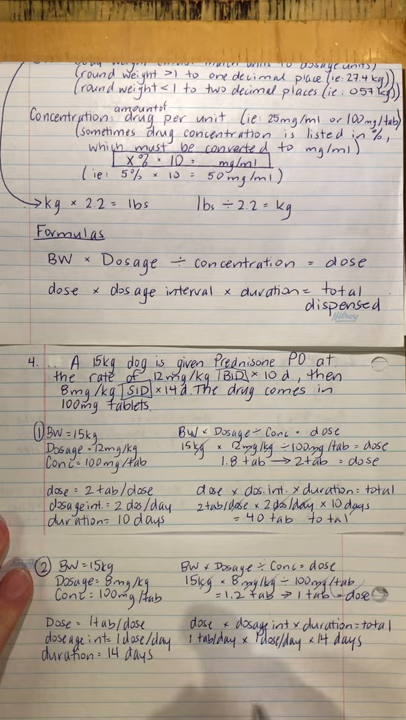 (round weight >1 to one decimal place (ie: 27.4 kg))
(round weight <1 to two decimal places (ie: 0.57 kg))
amount of
Concentration: drug per unit (ie: 25mg/ml or 100mg/tab)
(sometimes drug concentration is listed in %,
which must be converted to mg/ml)
X% × 10 = mg/ml
(ie: 5% × 10 = 50mg/ml)
kg × 2.2 = lbs lbs ÷ 2.2 = kg
Formulas
BW × Dosage ÷ concentration = dose
dose × dosage interval × duration = total
dispensed
Hilroy
4. A 15kg dog is given Prednisone PO at
the rate of 12mg/kg BID × 10 d, then
8mg/kg SID × 14 d. The drug comes in
100mg tablets.
① BW = 15kg BW × Dosage ÷ Conc = dose
Dosage = 12mg/kg 15kg × 12mg/kg ÷ 100mg/tab = dose
Conc = 100mg/tab 1.8 tab → 2 tab = dose
dose = 2 tab/dose dose × dos. int. × duration = total
dosage int. = 2 dos/day 2 tab/dose × 2 dos/day × 10 days
duration = 10 days = 40 tab total
② BW = 15kg BW × Dosage ÷ Conc = dose
Dosage = 8mg/kg 15kg × 8mg/kg ÷ 100mg/tab
Conc = 100mg/tab = 1.2 tab → 1 tab = dose
Dose = 1 tab/dose dose × dosage int × duration = total
doseage int = 1 dose/day 1 tab/day × 1 dose/day × 14 days
duration = 14 days